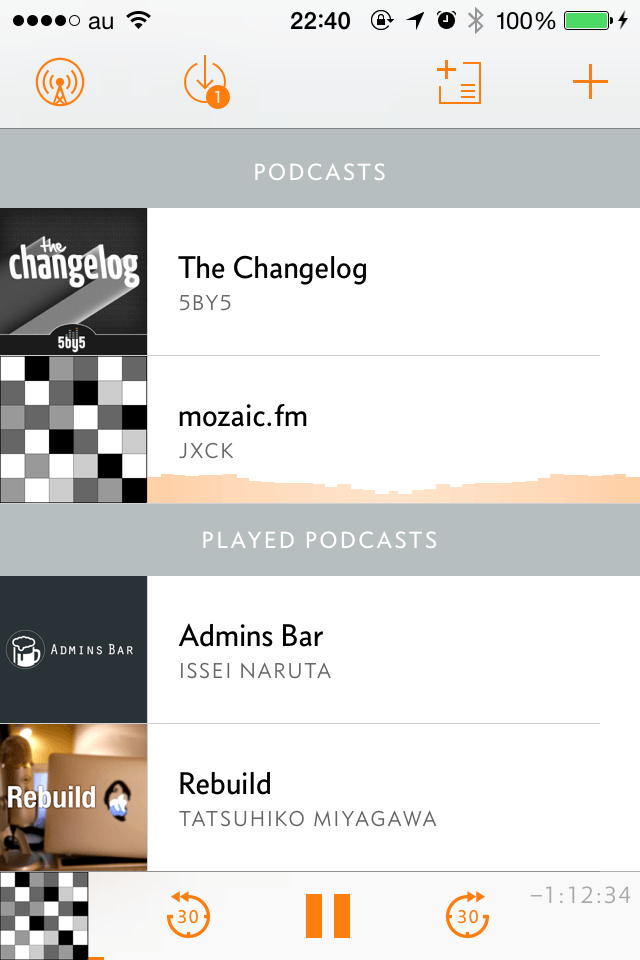 au 22:40 100%
1
PODCASTS
the
changelog
5by5
The Changelog
5BY5
mozaic.fm
JXCK
PLAYED PODCASTS
ADMINS BAR
Admins Bar
ISSEI NARUTA
Rebuild
Rebuild
TATSUHIKO MIYAGAWA
30
30
−1:12:34